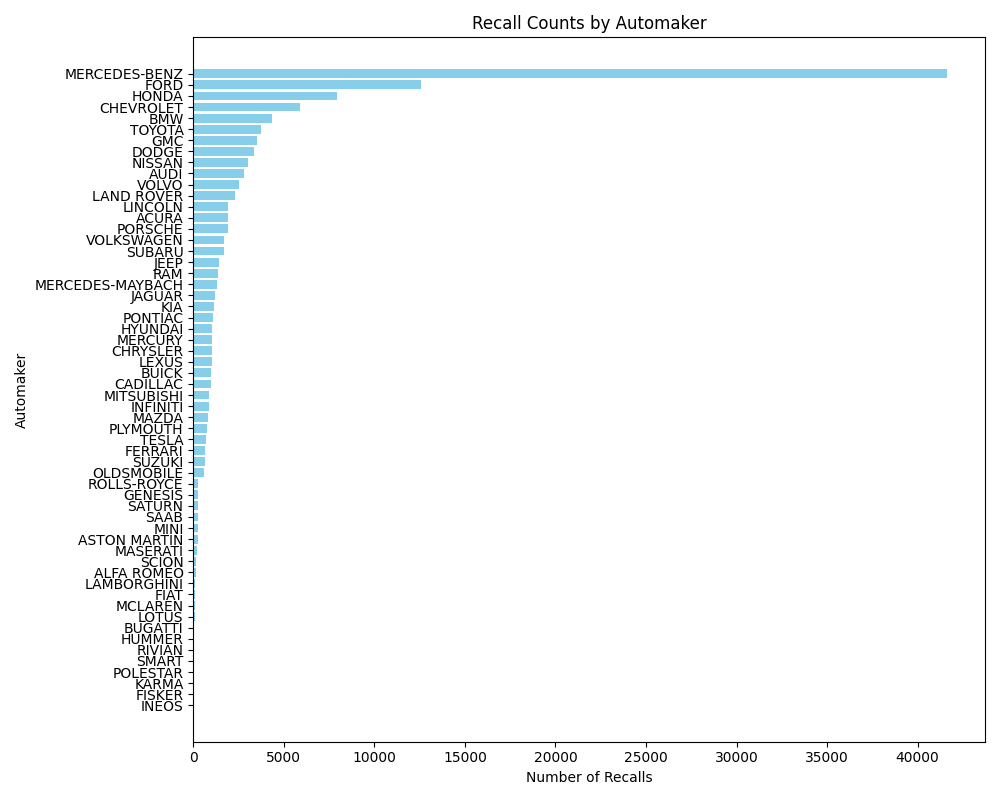 Recall Counts by Automaker
MERCEDES-BENZ
FORD
HONDA
CHEVROLET
BMW
TOYOTA
GMC
DODGE
NISSAN
AUDI
VOLVO
LAND ROVER
LINCOLN
ACURA
PORSCHE
VOLKSWAGEN
SUBARU
JEEP
RAM
MERCEDES-MAYBACH
JAGUAR
KIA
PONTIAC
HYUNDAI
MERCURY
CHRYSLER
LEXUS
BUICK
CADILLAC
MITSUBISHI
INFINITI
MAZDA
PLYMOUTH
TESLA
FERRARI
SUZUKI
OLDSMOBILE
ROLLS-ROYCE
GENESIS
SATURN
SAAB
MINI
ASTON MARTIN
MASERATI
SCION
ALFA ROMEO
LAMBORGHINI
FIAT
MCLAREN
LOTUS
BUGATTI
HUMMER
RIVIAN
SMART
POLESTAR
KARMA
FISKER
INEOS
Automaker
0 5000 10000 15000 20000 25000 30000 35000 40000
Number of Recalls